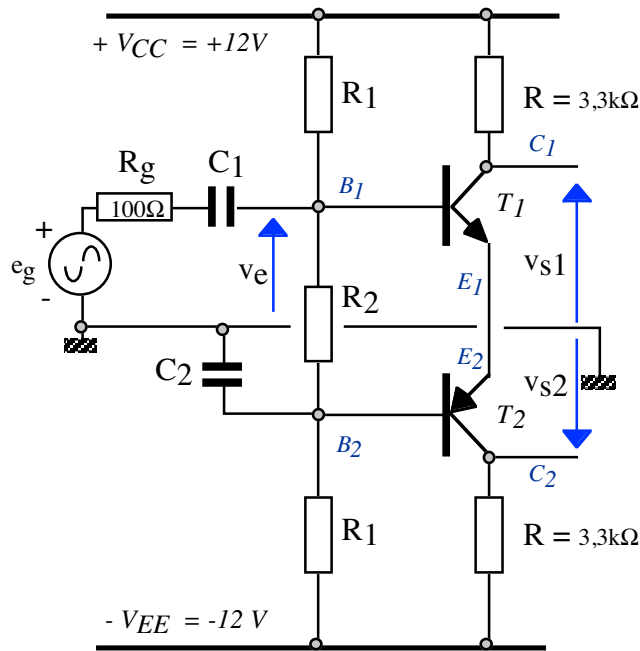 + VCC = +12V
R1
R = 3,3kΩ
C1
Rg
C1
100Ω
B1
T1
+
eg
-
ve
E1
vs1
R2
C2
E2
vs2
T2
B2
C2
R1
R = 3,3kΩ
- VEE = -12 V